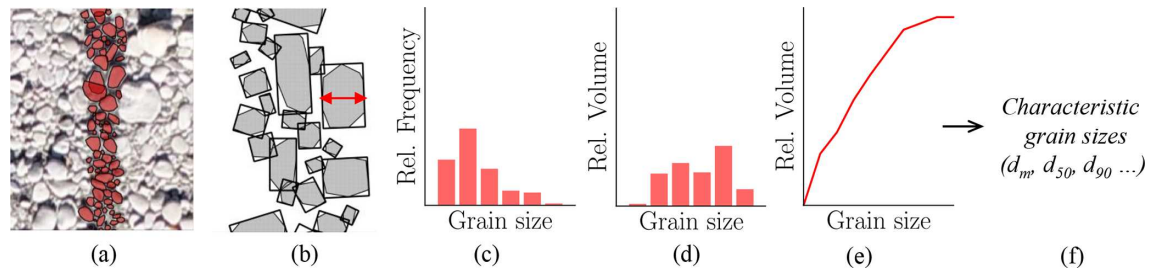 Rel. Frequency
Grain size
Rel. Volume
Grain size
Rel. Volume
Grain size
Characteristic
grain sizes
(dm, d50, d90 ...)
(a)
(b)
(c)
(d)
(e)
(f)